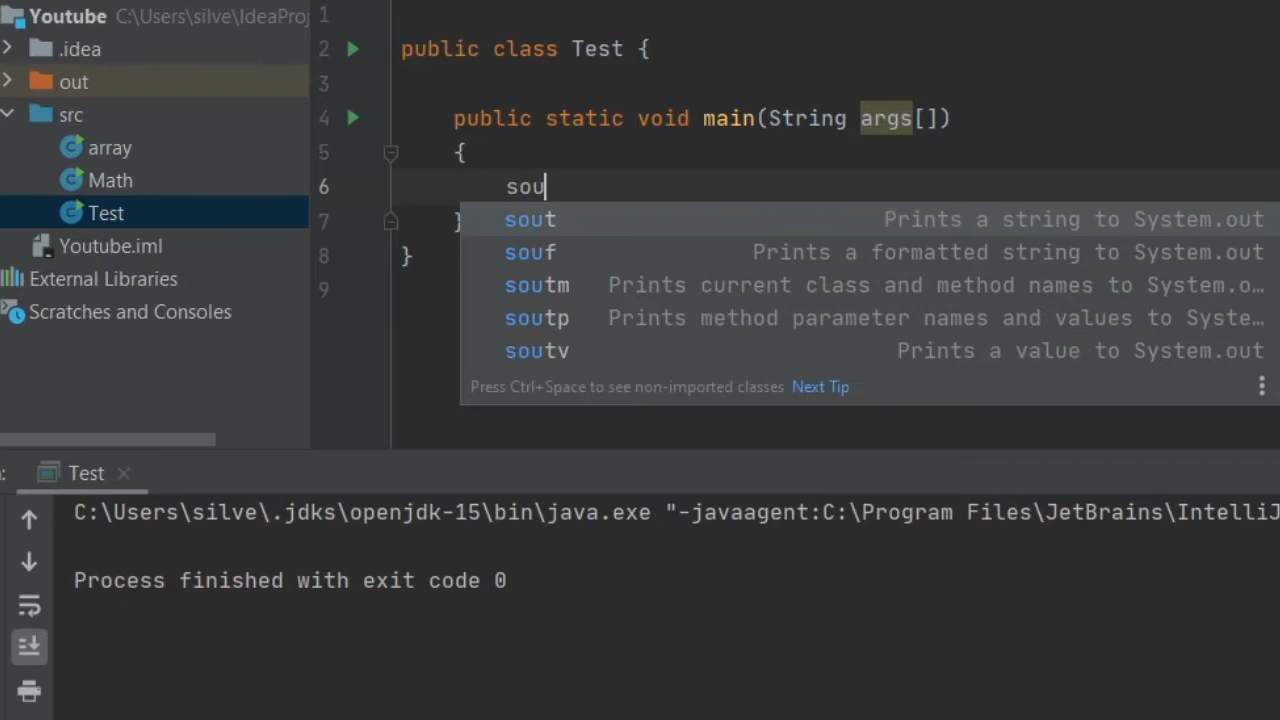 Youtube C:\Users\silve\IdeaProj
.idea
out
src
array
Math
Test
Youtube.iml
External Libraries
Scratches and Consoles
1
2 public class Test {
3
4 public static void main(String args[])
5 {
6 sou
7 }
8 }
9
sout Prints a string to System.out
souf Prints a formatted string to System.out
soutm Prints current class and method names to System.o…
soutp Prints method parameter names and values to Syste…
soutv Prints a value to System.out
Press Ctrl+Space to see non-imported classes Next Tip
: Test
C:\Users\silve\.jdks\openjdk-15\bin\java.exe "-javaagent:C:\Program Files\JetBrains\IntelliJ
Process finished with exit code 0